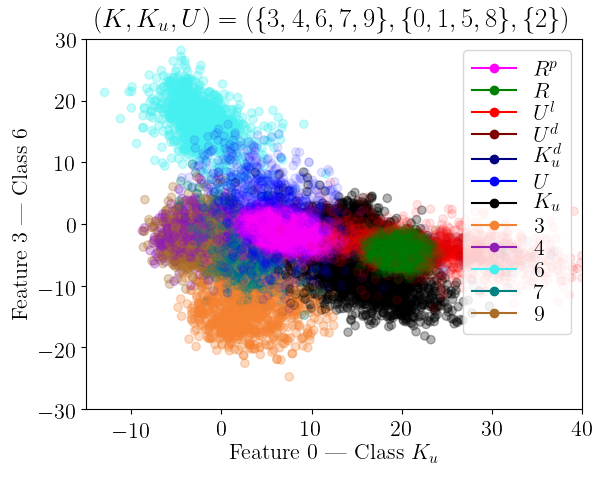 (K, K_u, U) = ({3, 4, 6, 7, 9}, {0, 1, 5, 8}, {2})
30
20
10
0
−10
−20
−30
Feature 3 — Class 6
−10
0
10
20
30
40
Feature 0 — Class K_u
R^p
R
U^l
U^d
K_u^d
U
K_u
3
4
6
7
9